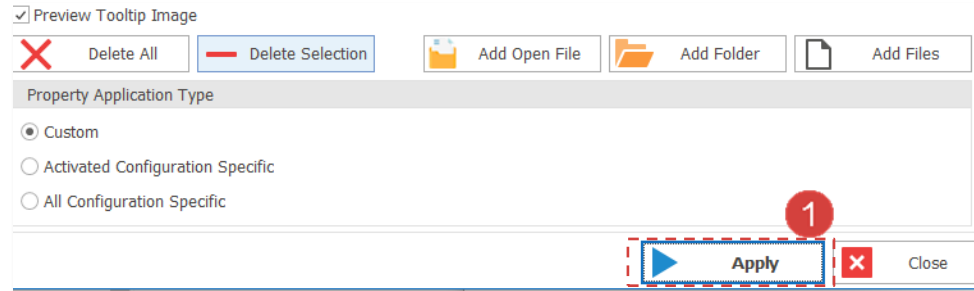 Preview Tooltip Image
Delete All Delete Selection Add Open File Add Folder Add Files
Property Application Type
Custom
Activated Configuration Specific
All Configuration Specific
1
Apply Close